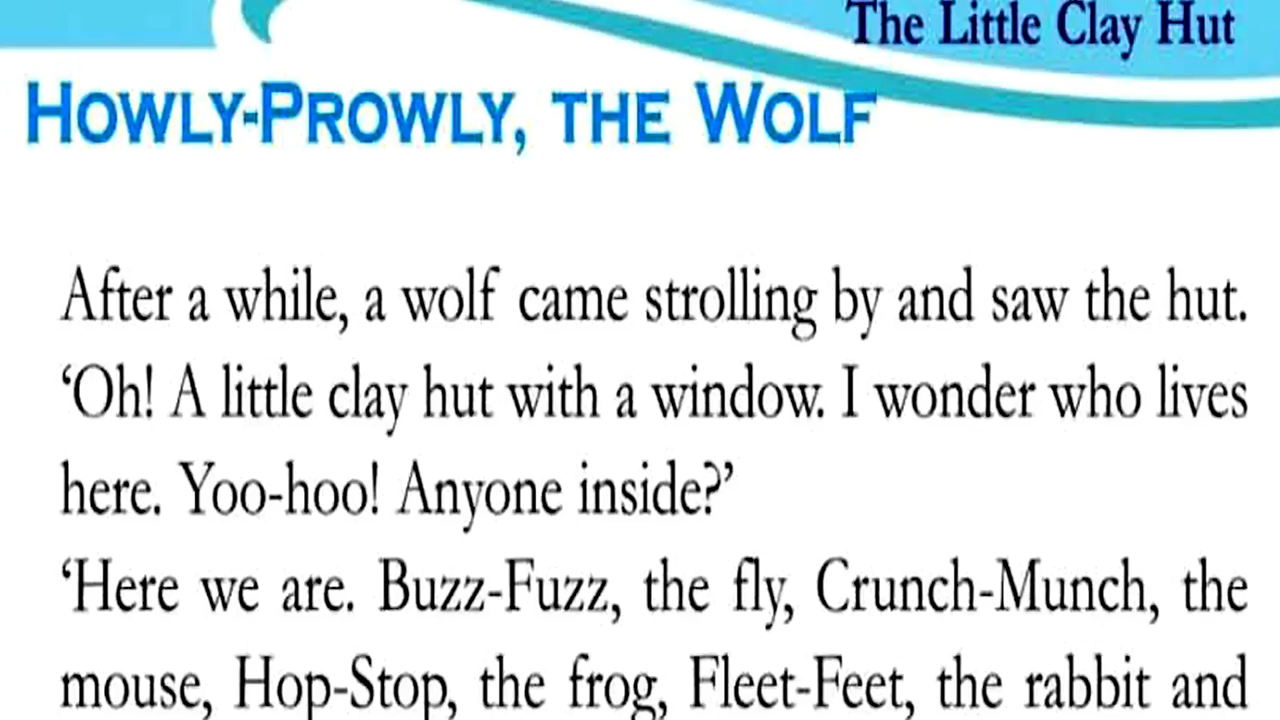 The Little Clay Hut
HOWLY-PROWLY, THE WOLF
After a while, a wolf came strolling by and saw the hut.
‘Oh! A little clay hut with a window. I wonder who lives
here. Yoo-hoo! Anyone inside?’
‘Here we are. Buzz-Fuzz, the fly, Crunch-Munch, the
mouse, Hop-Stop, the frog, Fleet-Feet, the rabbit and